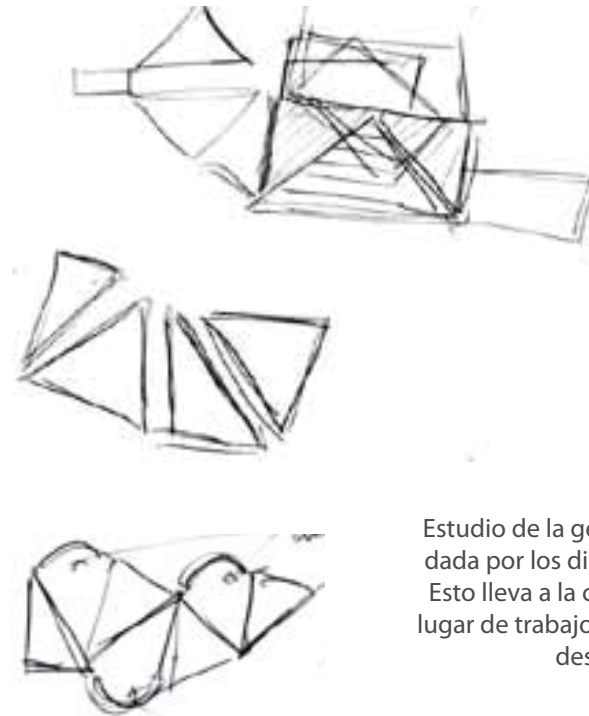 Estudio de la
dada por los
Esto lleva a la
lugar de trabajo